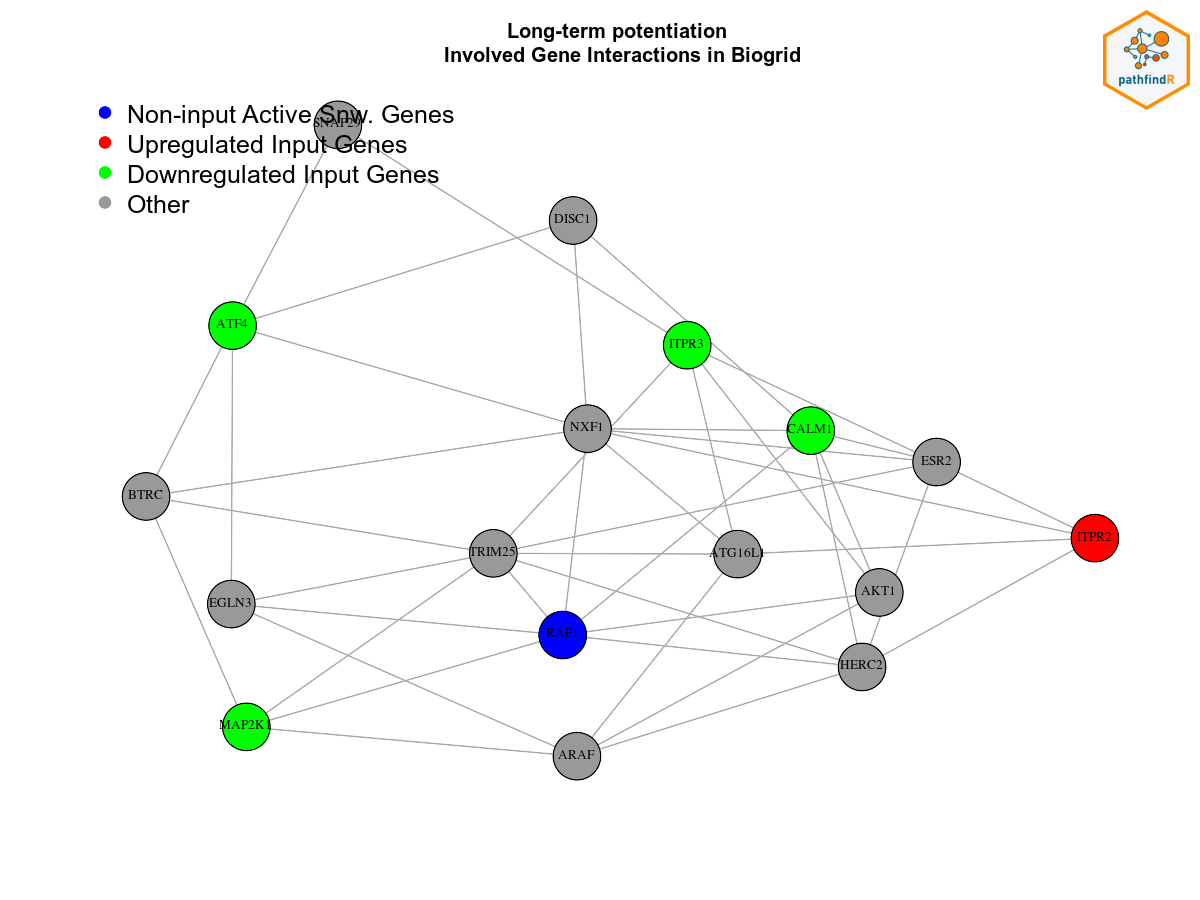 Long-term potentiation
Involved Gene Interactions in Biogrid
pathfindR
Non-input Active Snw. Genes
SNAP29
Upregulated Input Genes
Downregulated Input Genes
Other
DISC1
ATF4
ITPR3
NXF1
CALM1
ESR2
BTRC
ITPR2
TRIM25
ATG16L1
AKT1
EGLN3
RAF1
HERC2
MAP2K1
ARAF